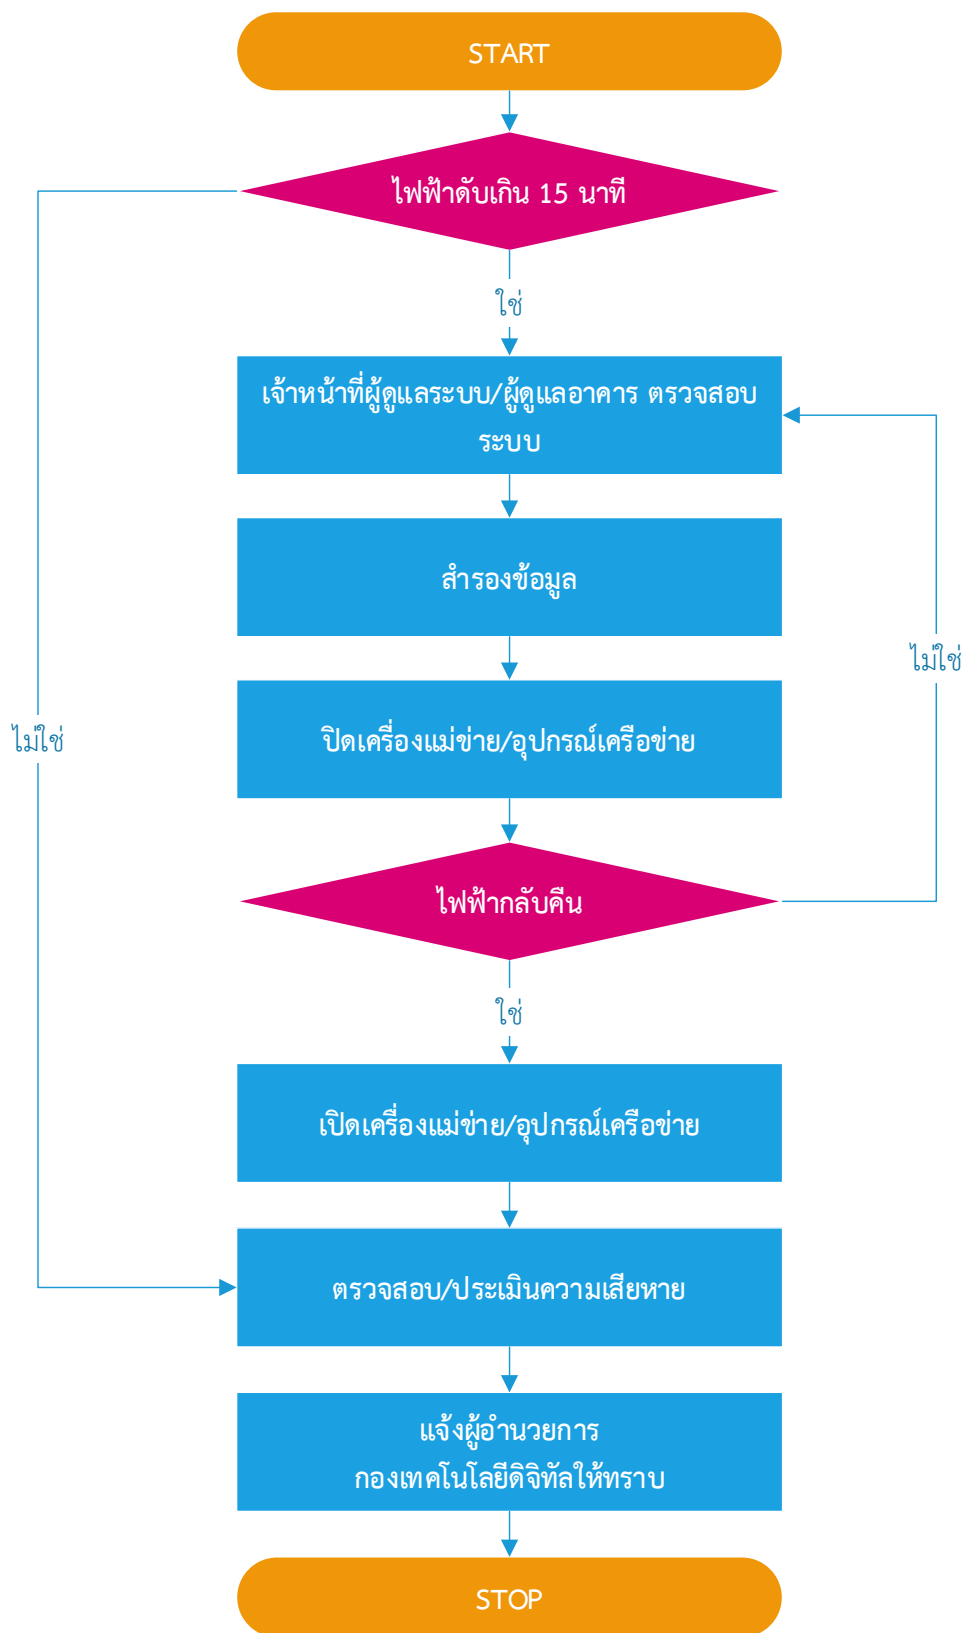 START
ไฟฟ้าดับเกิน 15 นาที
ใช่
เจ้าหน้าที่ผู้ดูแลระบบ/ผู้ดูแลอาคาร ตรวจสอบ
ระบบ
สำรองข้อมูล
ไม่ใช่
ปิดเครื่องแม่ข่าย/อุปกรณ์เครือข่าย
ไม่ใช่
ไฟฟ้ากลับคืน
ใช่
เปิดเครื่องแม่ข่าย/อุปกรณ์เครือข่าย
ตรวจสอบ/ประเมินความเสียหาย
แจ้งผู้อำนวยการ
กองเทคโนโลยีดิจิทัลให้ทราบ
STOP